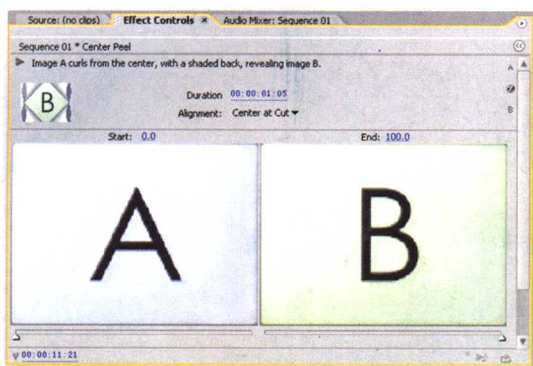 Source: (no clips) Effect Controls × Audio Mixer: Sequence 01
Sequence 01 * Center Peel
Image A curls from the center, with a shaded back, revealing image B.
A
B
Duration 00:00:01:05
B
Alignment: Center at Cut
Start: 0.0 End: 100.0
A B
00:00:11:21